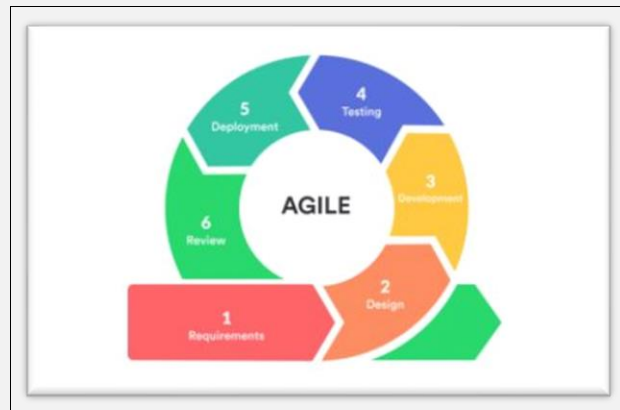 AGILE
1
Requirements
2
Design
3
Development
4
Testing
5
Deployment
6
Review